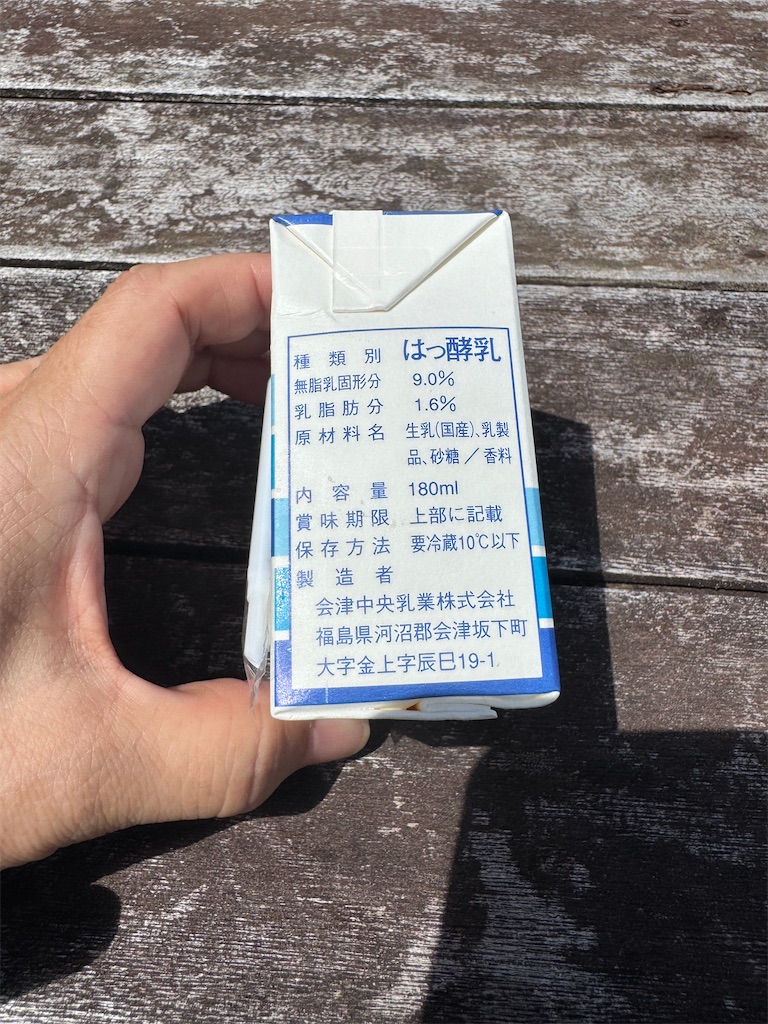 種類別 はっ酵乳
無脂乳固形分 9.0%
乳脂肪分 1.6%
原材料名 生乳(国産)、乳製
品、砂糖/香料
内容量 180ml
賞味期限 上部に記載
保存方法 要冷蔵10℃以下
製造者
会津中央乳業株式会社
福島県河沼郡会津坂下町
大字金上字辰巳19-1